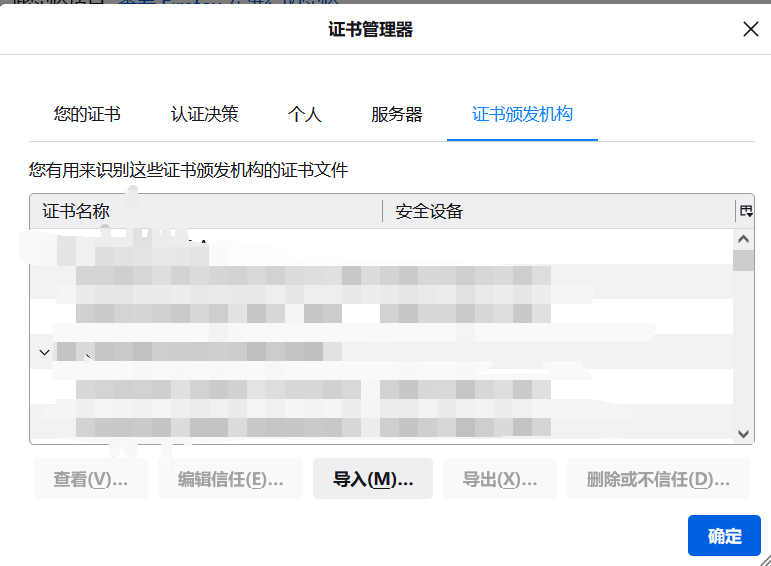 证书管理器
您的证书 认证决策 个人 服务器 证书颁发机构
您有用来识别这些证书颁发机构的证书文件
证书名称 安全设备
查看(V)... 编辑信任(E)... 导入(M)... 导出(X)... 删除或不信任(D)...
确定